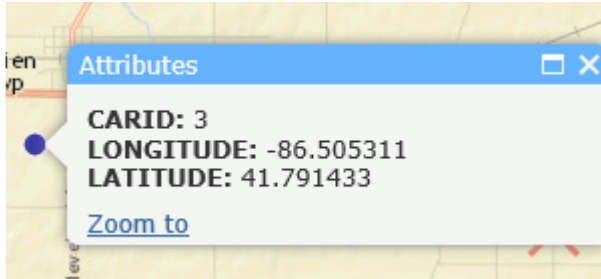 Attributes
CARID: 3
LONGITUDE: -86.505311
LATITUDE: 41.791433
Zoom to